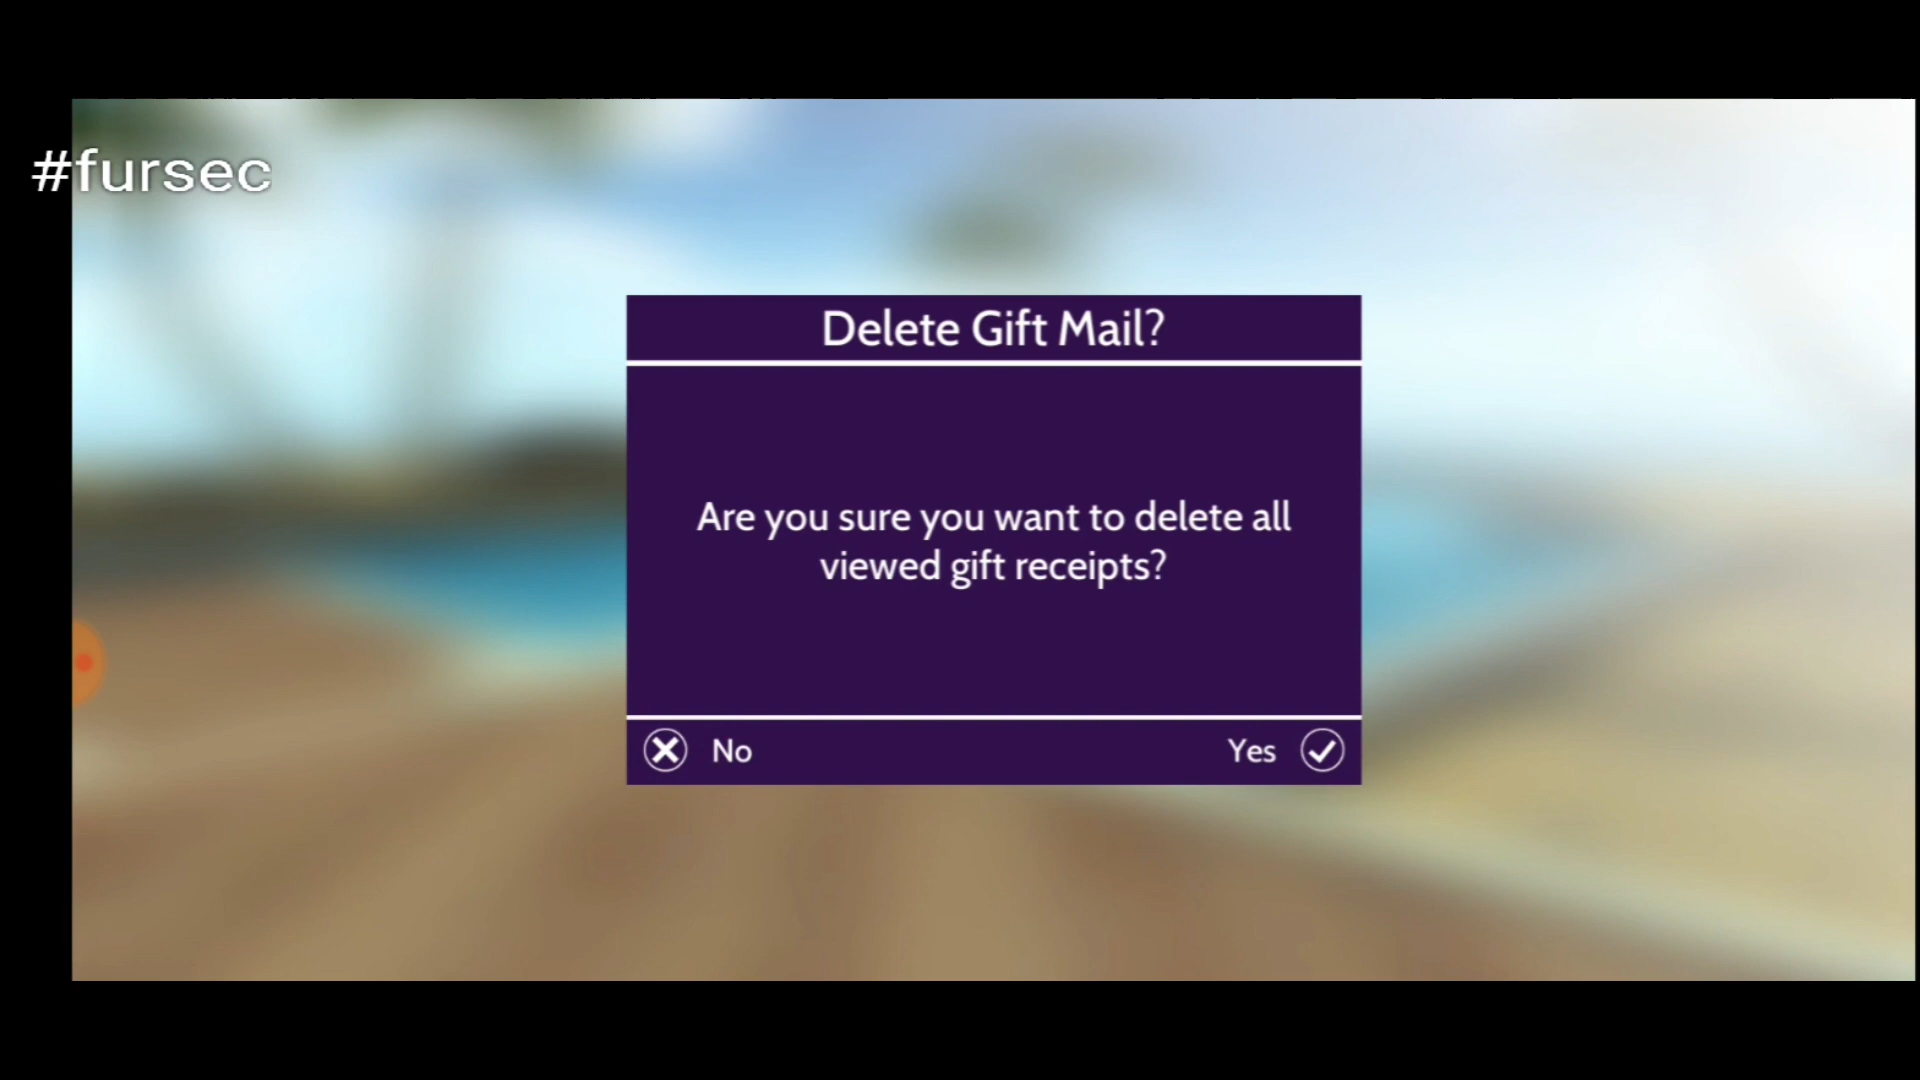 #fursec
Delete Gift Mail?
Are you sure you want to delete all
viewed gift receipts?
No
Yes